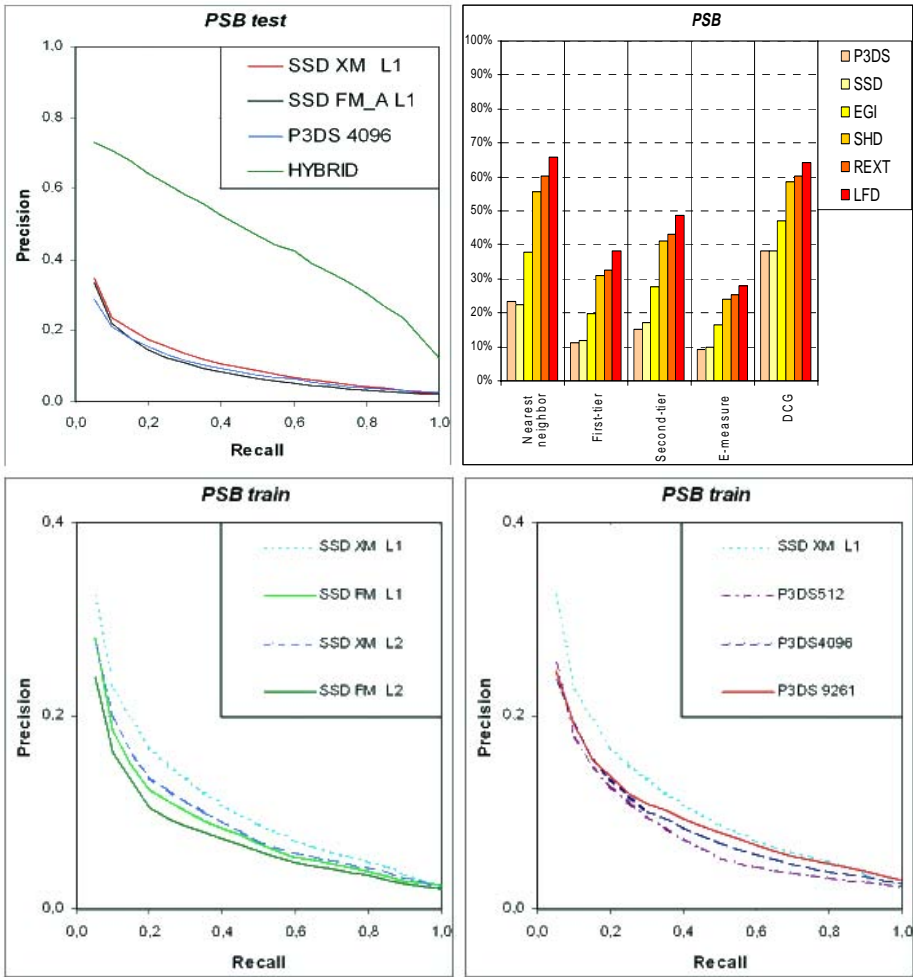 PSB test
1.0
0.8
0.6
0.4
0.2
0.0
Precision
SSD XM L1
SSD FM_A L1
P3DS 4096
HYBRID
0,0
0,2
0,4
0,6
0,8
1.0
Recall
PSB
100%
90%
80%
70%
60%
50%
40%
30%
20%
10%
0%
Nearest
neighbor
First-tier
Second-tier
E-measure
DCG
P3DS
SSD
EGI
SHD
REXT
LFD
PSB train
0,4
0,2
0,0
Precision
SSD XM L1
SSD FM L1
SSD XM L2
SSD FM L2
0,0
0,2
0,4
0,6
0,8
1,0
Recall
PSB train
0,4
0,2
0,0
Precision
SSD XM L1
P3DS512
P3DS4096
P3DS 9261
0,0
0,2
0,4
0,6
0,8
1,0
Recall